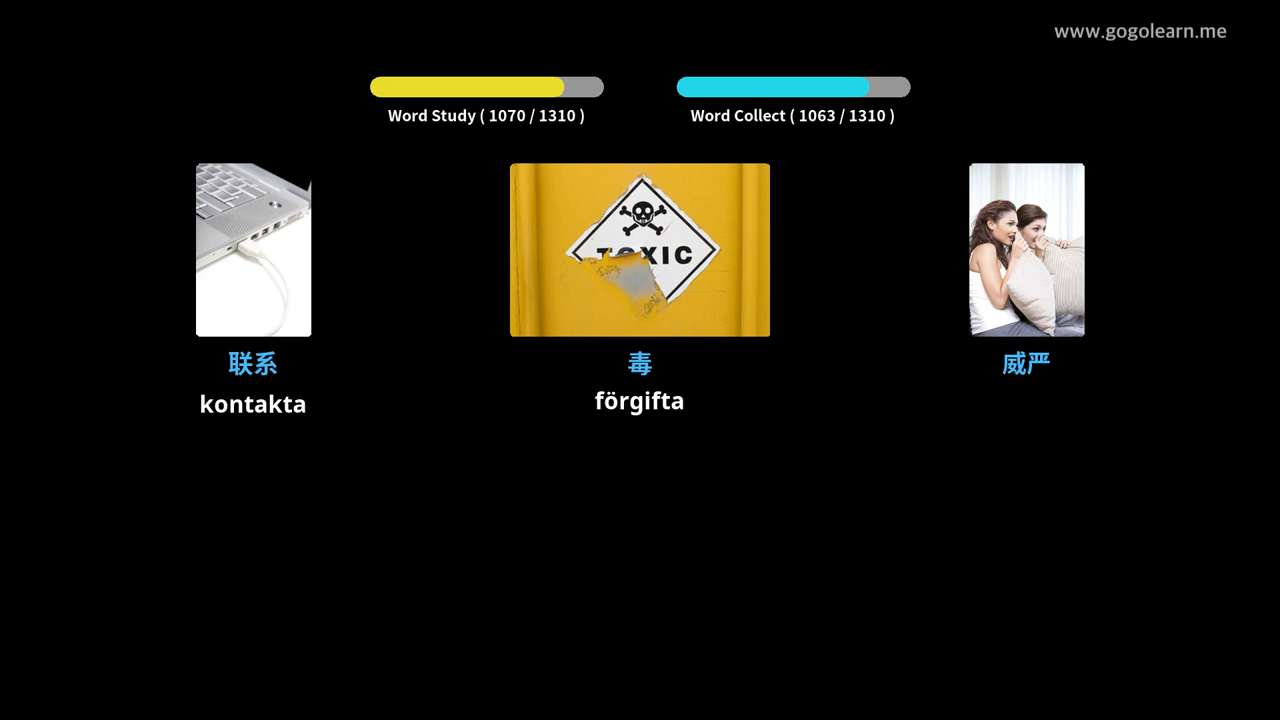 www.gogolearn.me
Word Study ( 1070 / 1310 )
Word Collect ( 1063 / 1310 )
TOXIC
联系
毒
威严
kontakta
förgifta